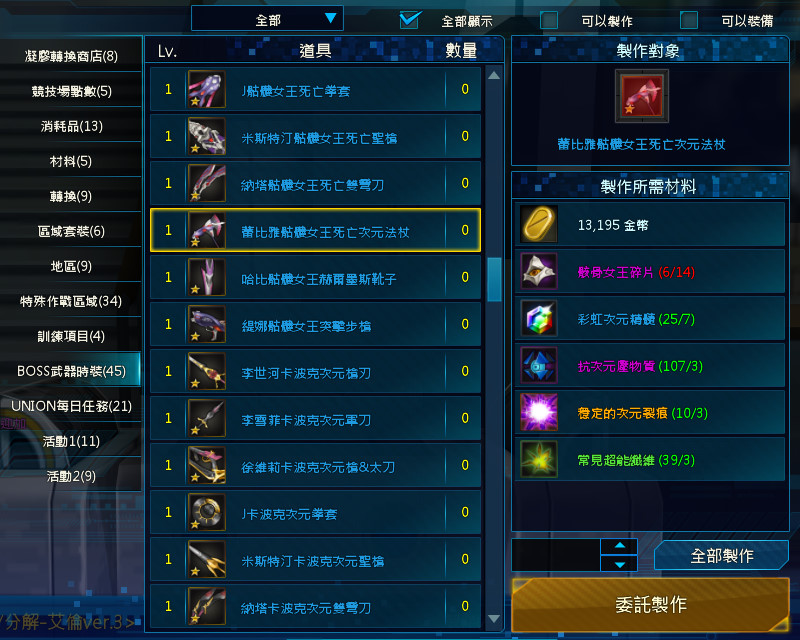 全部
全部顯示
可以製作
可以裝備
凝膠轉換商店(8)
競技場點數(5)
消耗品(13)
材料(5)
轉換(9)
區域套裝(6)
地區(9)
特殊作戰區域(34)
訓練項目(4)
BOSS武器時裝(45)
UNION每日任務(21)
活動1(11)
活動2(9)
/分解-艾倫ver.3>
Lv. 道具 數量
1 J骷髏女王死亡拳套 0
1 米斯特汀骷髏女王死亡聖槍 0
1 納塔骷髏女王死亡雙彎刀 0
1 蕾比雅骷髏女王死亡次元法杖 0
1 哈比骷髏女王赫爾墨斯靴子 0
1 緹娜骷髏女王突擊步槍 0
1 李世河卡波克次元槍刃 0
1 李雪菲卡波克次元軍刀 0
1 徐維莉卡波克次元槍&太刀 0
1 J卡波克次元拳套 0
1 米斯特汀卡波克次元聖槍 0
1 納塔卡波克次元雙彎刀 0
製作對象
蕾比雅骷髏女王死亡次元法杖
製作所需材料
13,195 金幣
骸骨女王碎片 (6/14)
彩虹次元精髓 (25/7)
抗次元塵物質 (107/3)
穩定的次元裂痕 (10/3)
常見超能纖維 (39/3)
全部製作
委託製作